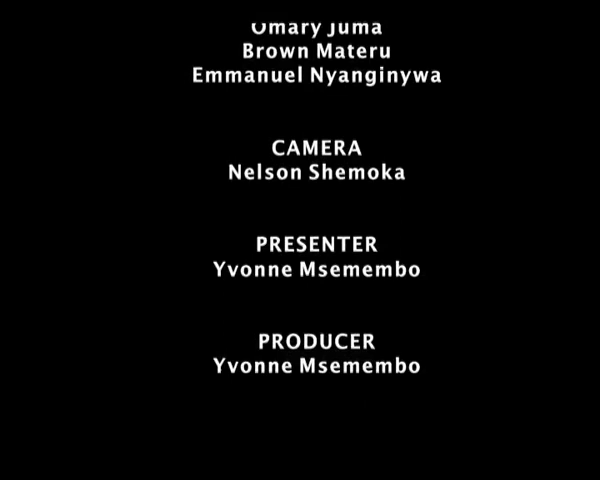 Omary Juma
Brown Materu
Emmanuel Nyanginywa
CAMERA
Nelson Shemoka
PRESENTER
Yvonne Msemembo
PRODUCER
Yvonne Msemembo